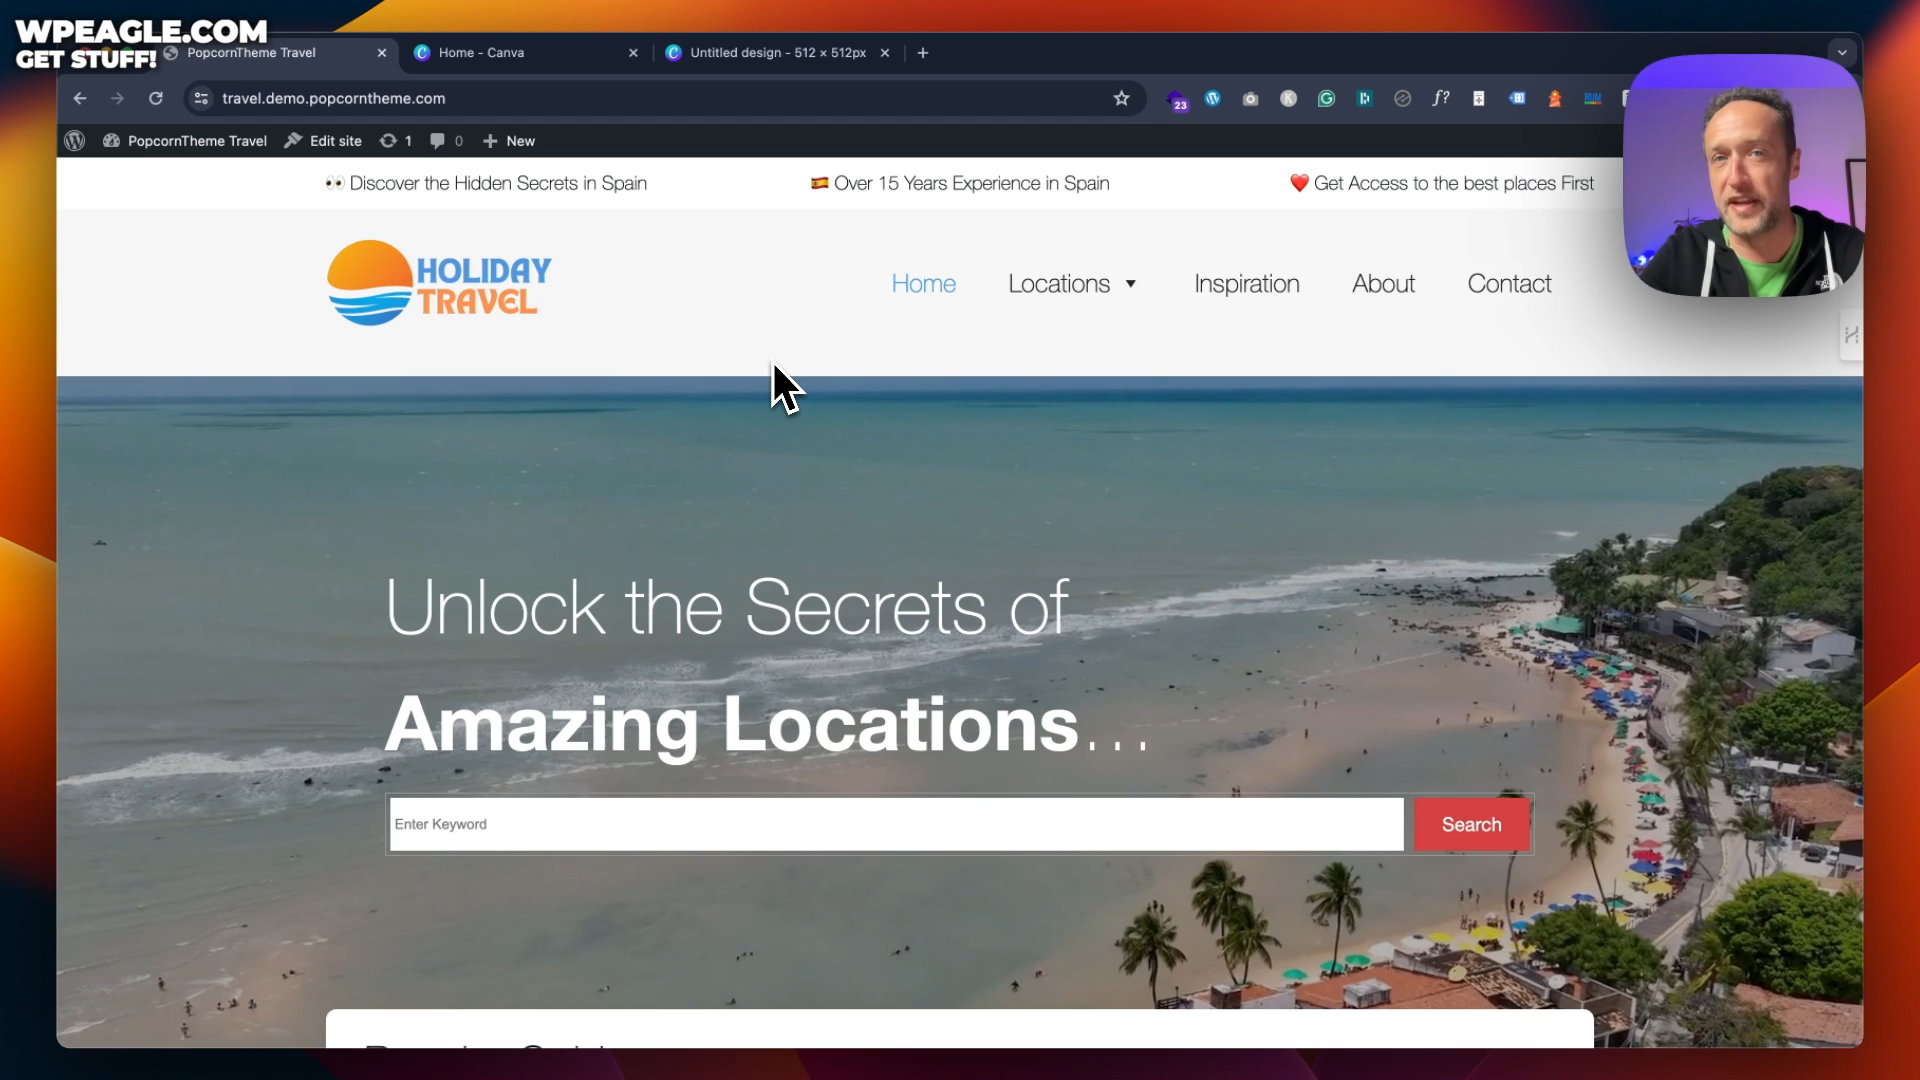 WPEAGLE.COM
GET STUFF!
PopcornTheme Travel
Home - Canva
Untitled design - 512 × 512px
travel.demo.popcorntheme.com
23
f?
PopcornTheme Travel
Edit site
1
0
New
Discover the Hidden Secrets in Spain
Over 15 Years Experience in Spain
Get Access to the best places First
HOLIDAY
TRAVEL
Home
Locations
Inspiration
About
Contact
Unlock the Secrets of
Amazing Locations...
Enter Keyword
Search